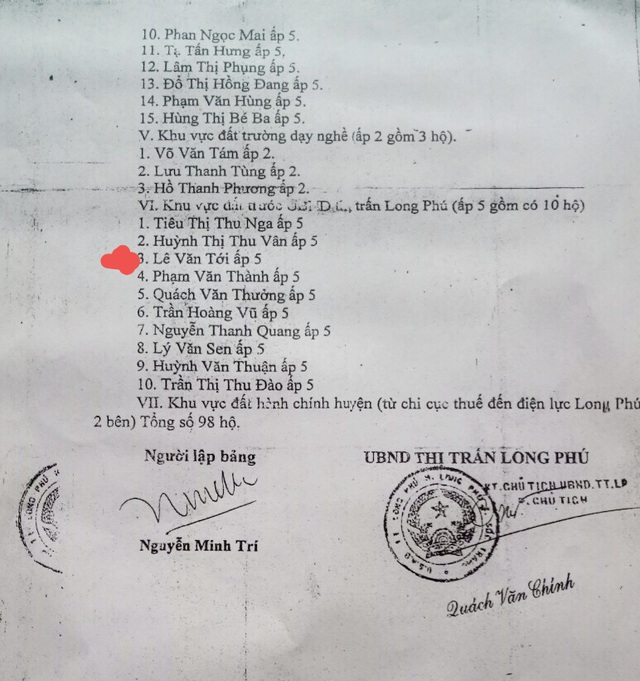 10. Phan Ngọc Mai ấp 5.
11. Tấn Hưng ấp 5,
12. Lâm Thị Phụng ấp 5.
13. Đỗ Thị Hồng Đang ấp 5.
14. Phạm Văn Hùng ấp 5.
15. Hùng Thị Bé Ba ấp 5.
V. Khu vực đất trường dạy nghề (ấp 2 gồm 3 hộ).
1. Võ Văn Tám ấp 2.
2. Lưu Thanh Tùng ấp 2.
3. Hồ Thanh Phương ấp 2.
VI. Khu vực trấn Long Phú (ấp 5 gồm có 10 hộ)
1. Tiêu Thị Thu Nga ấp 5
2. Huỳnh Thị Thu Vân ấp 5
3. Lê Văn Tới ấp 5
4. Phạm Văn Thành ấp 5
5. Quách Văn Thưởng ấp 5
6. Trần Hoàng Vũ ấp 5
7. Nguyễn Thanh Quang ấp 5
8. Lý Văn Sen ấp 5
9. Huỳnh Văn Thuận ấp 5
10. Trần Thị Thu Đào ấp 5
VII. Khu vực đất hành chính huyện (từ chi cục thuế đến điện lực Long Phú
2 bên) Tổng số 98 hộ.
Người lập bảng
UBND THỊ TRẤN LONG PHÚ
KT.CHỦ TỊCH UBND.TT.LP
P. CHỦ TỊCH
Nguyễn Minh Trí
Quách Văn Chính